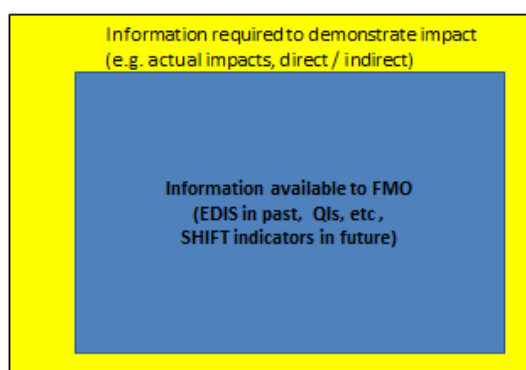 Information required to demonstrate impact
(e.g. actual impacts, direct / indirect)
Information available to FMO
(EDIS in past, QIs, etc ,
SHIFT indicators in future)